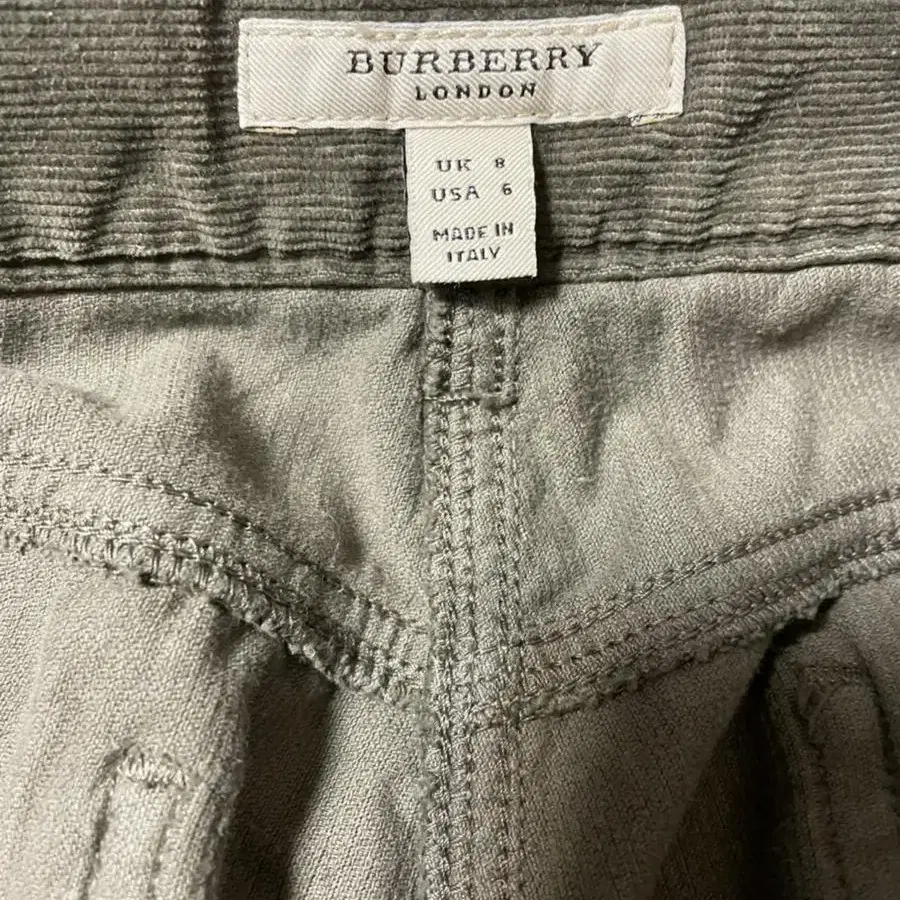 BURBERRY
LONDON
UK 8
USA 6
MADE IN
ITALY